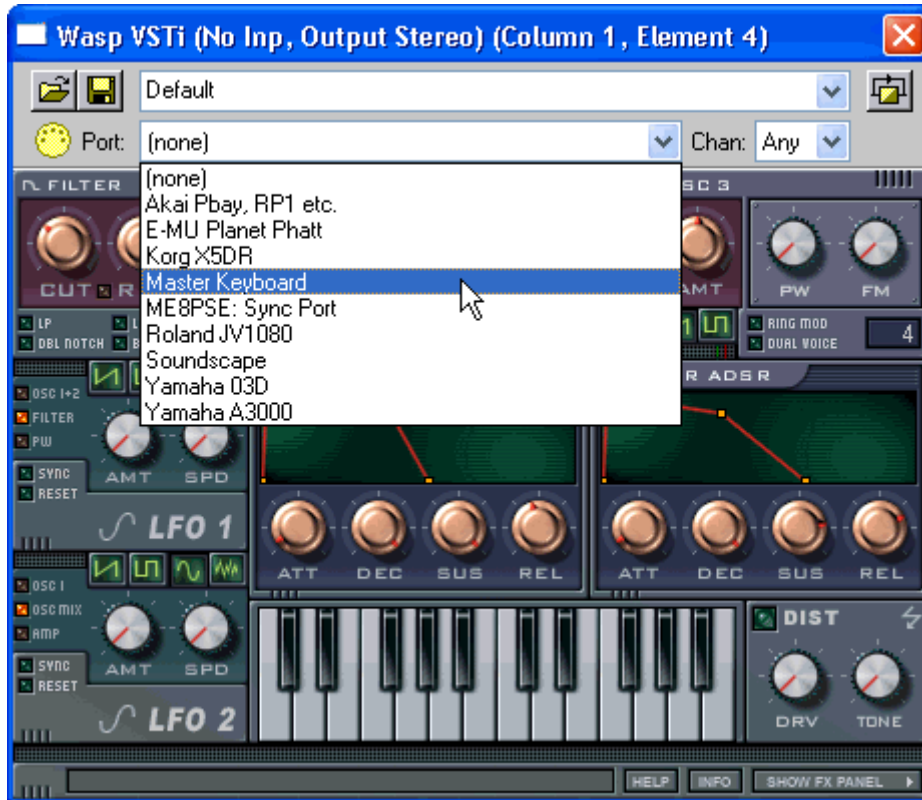 Wasp VSTi (No Inp, Output Stereo) (Column 1, Element 4)
Default
Port: (none) Chan: Any
(none)
Akai Pbay, RP1 etc.
E-MU Planet Phatt
Korg X5DR
Master Keyboard
ME8PSE: Sync Port
Roland JV1080
Soundscape
Yamaha 03D
Yamaha A3000
FILTER
CUT
AMT PW FM
LP
DBL NOTCH
RING MOD
DUAL VOICE
4
OSC 1+2
FILTER
PW
AMT SPD
SYNC
RESET
LFO 1
ADSR
ATT DEC SUS REL
ATT DEC SUS REL
OSC 1
OSC MIX
AMP
AMT SPD
SYNC
RESET
LFO 2
DIST
DRV TONE
HELP INFO SHOW FX PANEL